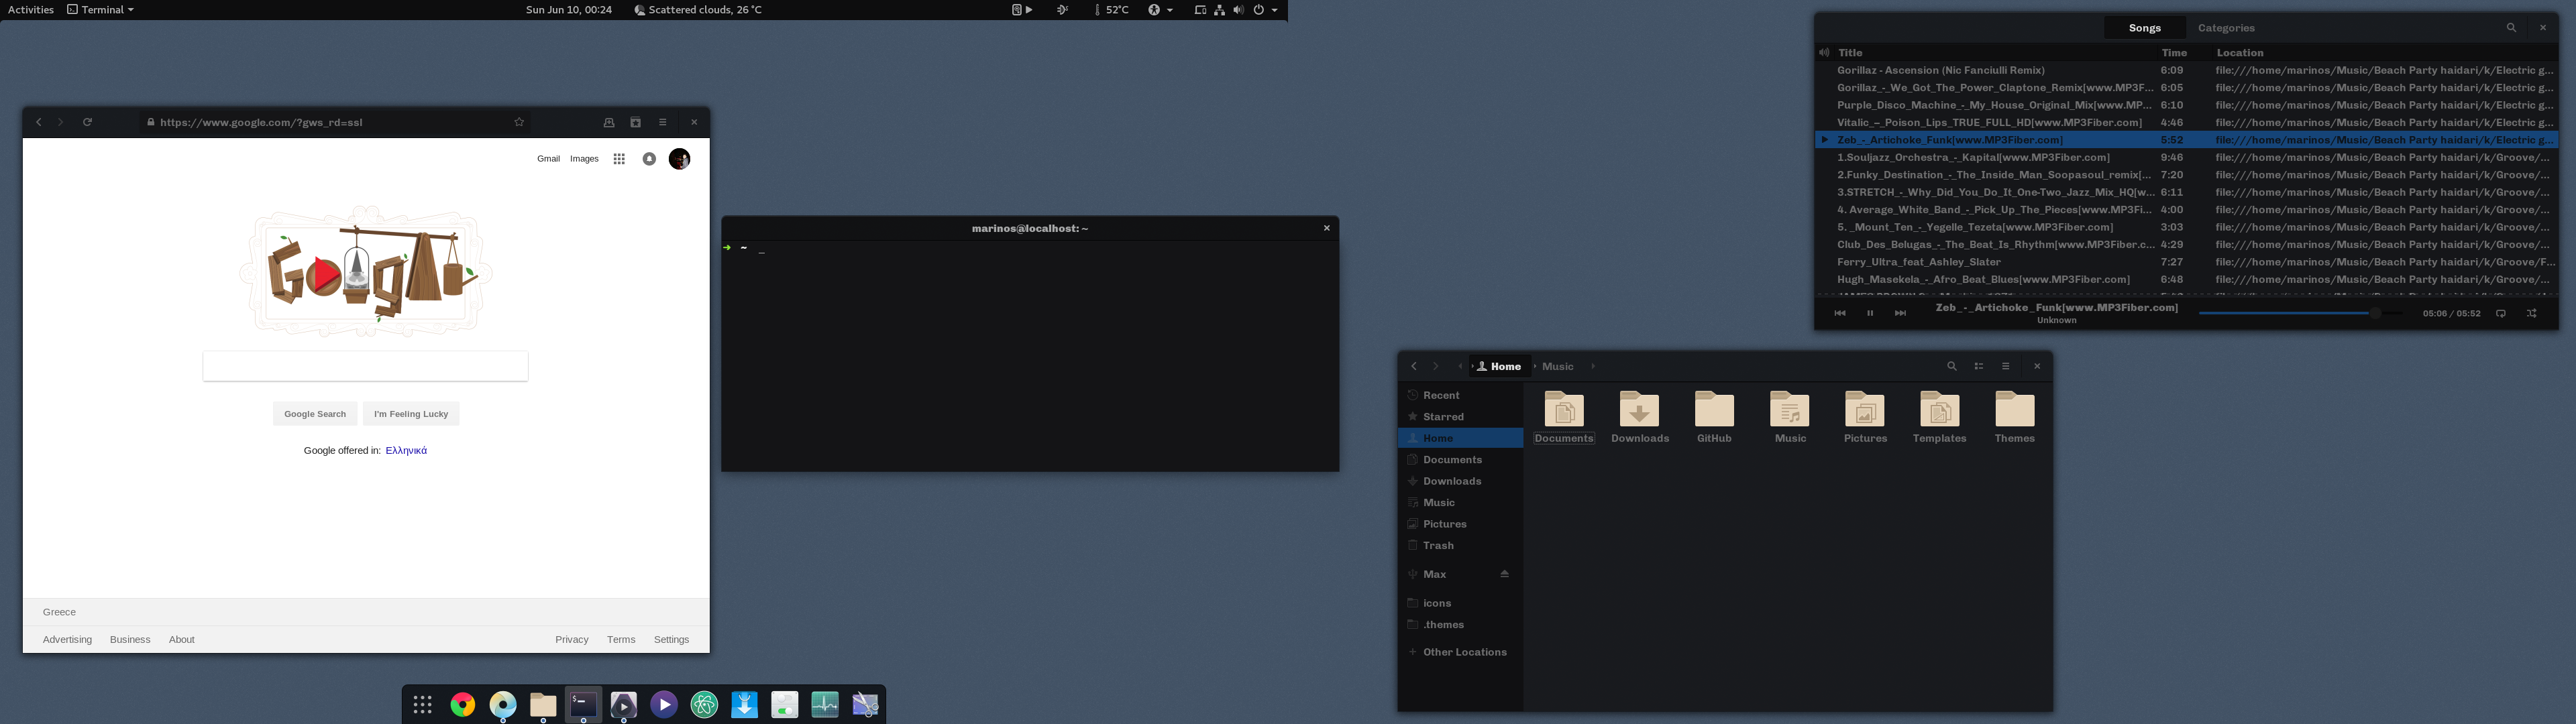 Activities Terminal Sun Jun 10, 00:24 Scattered clouds, 26 °C 52°C
https://www.google.com/?gws_rd=ssl
Gmail Images
Google Search I'm Feeling Lucky
Google offered in: Ελληνικά
Greece
Advertising Business About Privacy Terms Settings
marinos@localhost: ~
➜ ~ _
Songs Categories
Title Time Location
Gorillaz - Ascension (Nic Fanciulli Remix) 6:09 file:///home/marinos/Music/Beach Party haidari/k/Electric g...
Gorillaz_-_We_Got_The_Power_Claptone_Remix[www.MP3F... 6:05 file:///home/marinos/Music/Beach Party haidari/k/Electric g...
Purple_Disco_Machine_-_My_House_Original_Mix[www.MP... 6:10 file:///home/marinos/Music/Beach Party haidari/k/Electric g...
Vitalic_–_Poison_Lips_TRUE_FULL_HD[www.MP3Fiber.com] 4:46 file:///home/marinos/Music/Beach Party haidari/k/Electric g...
Zeb_-_Artichoke_Funk[www.MP3Fiber.com] 5:52 file:///home/marinos/Music/Beach Party haidari/k/Electric g...
1.Souljazz_Orchestra_-_Kapital[www.MP3Fiber.com] 9:46 file:///home/marinos/Music/Beach Party haidari/k/Groove/...
2.Funky_Destination_-_The_Inside_Man_Soopasoul_remix[... 7:20 file:///home/marinos/Music/Beach Party haidari/k/Groove/...
3.STRETCH_-_Why_Did_You_Do_It_One-Two_Jazz_Mix_HQ[w... 6:11 file:///home/marinos/Music/Beach Party haidari/k/Groove/...
4. Average_White_Band_-_Pick_Up_The_Pieces[www.MP3Fi... 4:00 file:///home/marinos/Music/Beach Party haidari/k/Groove/...
5. _Mount_Ten_-_Yegelle_Tezeta[www.MP3Fiber.com] 3:03 file:///home/marinos/Music/Beach Party haidari/k/Groove/...
Club_Des_Belugas_-_The_Beat_Is_Rhythm[www.MP3Fiber.c... 4:29 file:///home/marinos/Music/Beach Party haidari/k/Groove/...
Ferry_Ultra_feat_Ashley_Slater 7:27 file:///home/marinos/Music/Beach Party haidari/k/Groove/F...
Hugh_Masekela_-_Afro_Beat_Blues[www.MP3Fiber.com] 6:48 file:///home/marinos/Music/Beach Party haidari/k/Groove/...
Zeb_-_Artichoke_Funk[www.MP3Fiber.com]
Unknown
05:06 / 05:52
Home Music
Recent
Starred
Home
Documents
Downloads
Music
Pictures
Trash
Max
icons
.themes
Other Locations
Documents Downloads GitHub Music Pictures Templates Themes